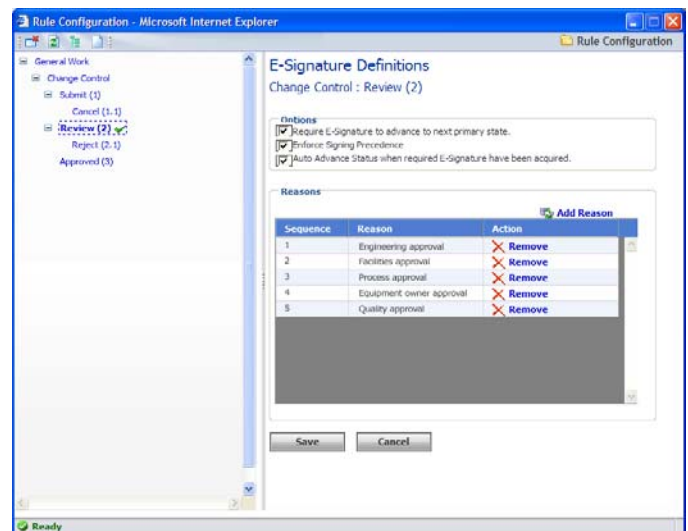 Rule Configuration - Microsoft Internet Explorer
Rule Configuration
General Work
Change Control
Submit (1)
Cancel (1.1)
Review (2)
Reject (2.1)
Approved (3)
E-Signature Definitions
Change Control : Review (2)
Options
Require E-Signature to advance to next primary state.
Enforce Signing Precedence
Auto Advance Status when required E-Signature have been acquired.
Reasons
Add Reason
Sequence Reason Action
1 Engineering approval Remove
2 Facilities approval Remove
3 Process approval Remove
4 Equipment owner approval Remove
5 Quality approval Remove
Save Cancel
Ready